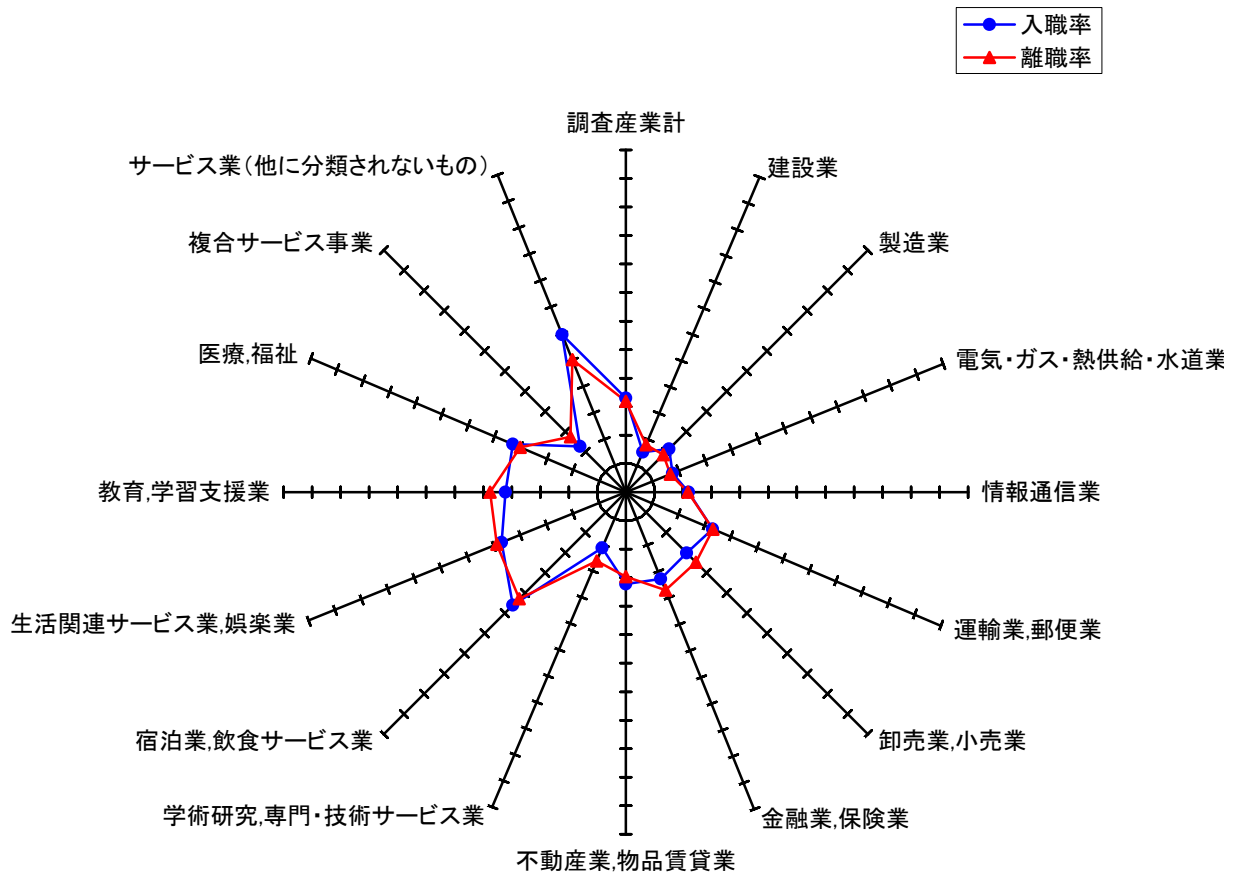 入職率
離職率
調査産業計
建設業
製造業
電気・ガス・熱供給・水道業
情報通信業
運輸業,郵便業
卸売業,小売業
金融業,保険業
不動産業,物品賃貸業
学術研究,専門・技術サービス業
宿泊業,飲食サービス業
生活関連サービス業,娯楽業
教育,学習支援業
医療,福祉
複合サービス事業
サービス業(他に分類されないもの)